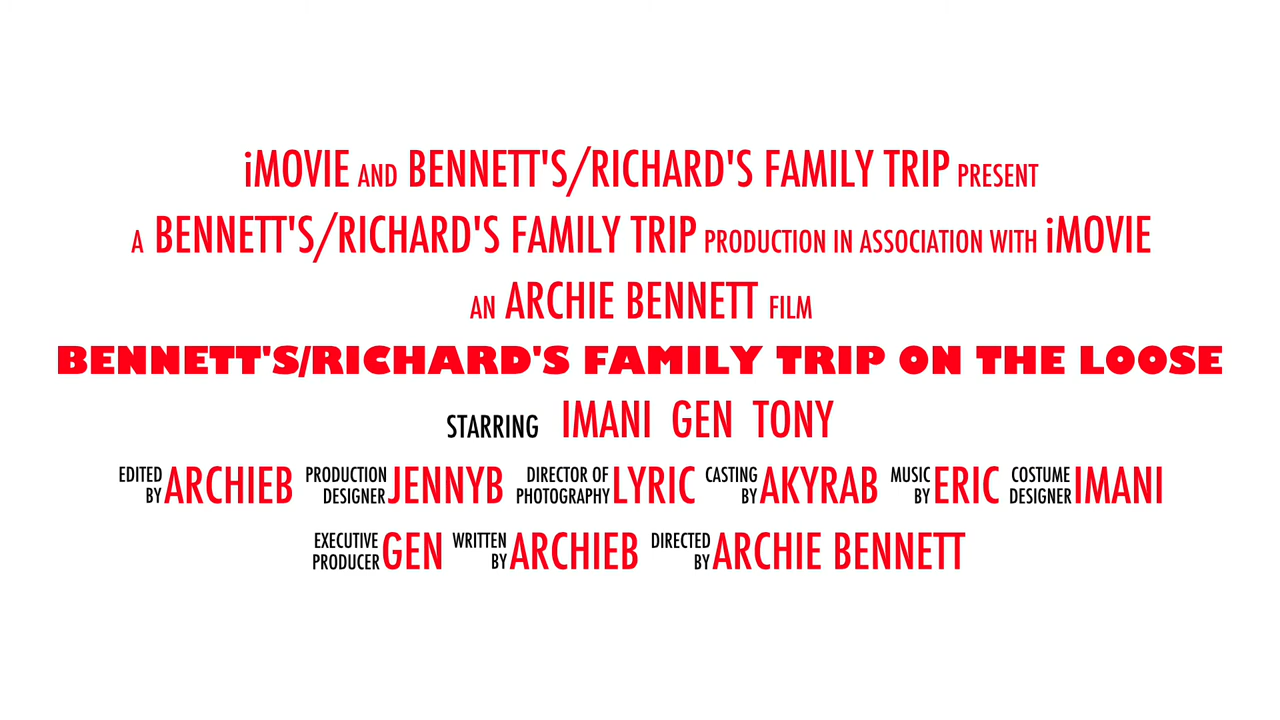 iMOVIE AND BENNETT'S/RICHARD'S FAMILY TRIP PRESENT
A BENNETT'S/RICHARD'S FAMILY TRIP PRODUCTION IN ASSOCIATION WITH iMOVIE
AN ARCHIE BENNETT FILM
BENNETT'S/RICHARD'S FAMILY TRIP ON THE LOOSE
STARRING IMANI GEN TONY
EDITED BY ARCHIEB PRODUCTION DESIGNER JENNYB DIRECTOR OF PHOTOGRAPHY LYRIC CASTING BY AKYRAB MUSIC BY ERIC COSTUME DESIGNER IMANI
EXECUTIVE PRODUCER GEN WRITTEN BY ARCHIEB DIRECTED BY ARCHIE BENNETT